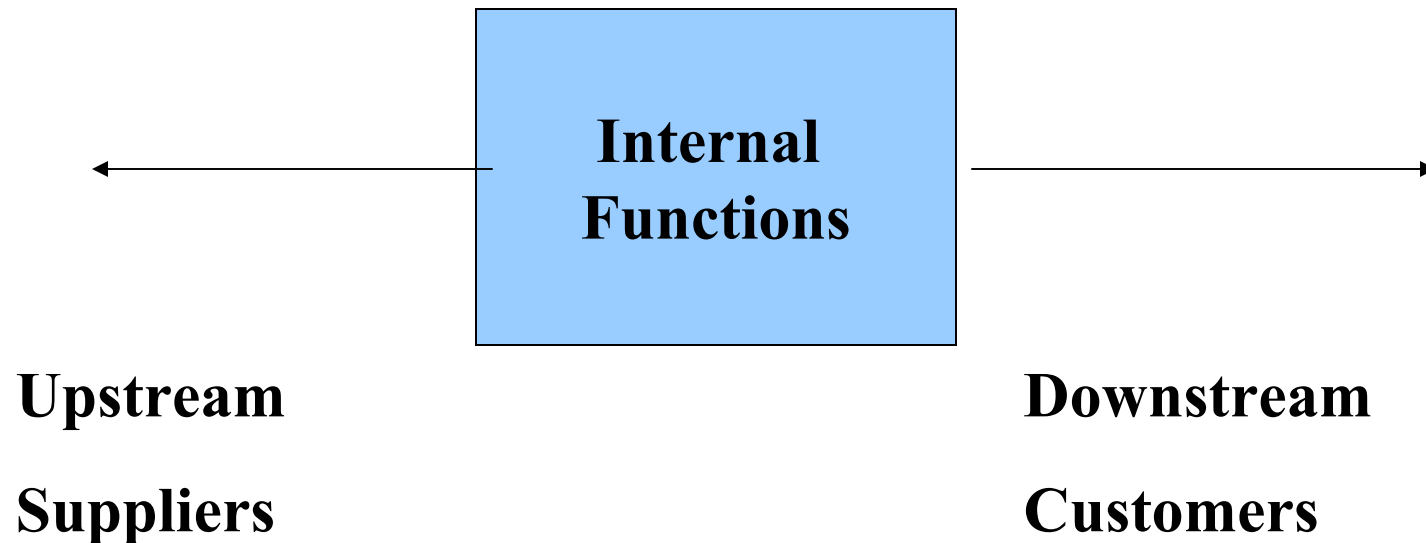 Internal
Functions
Upstream
Downstream
Suppliers
Customers